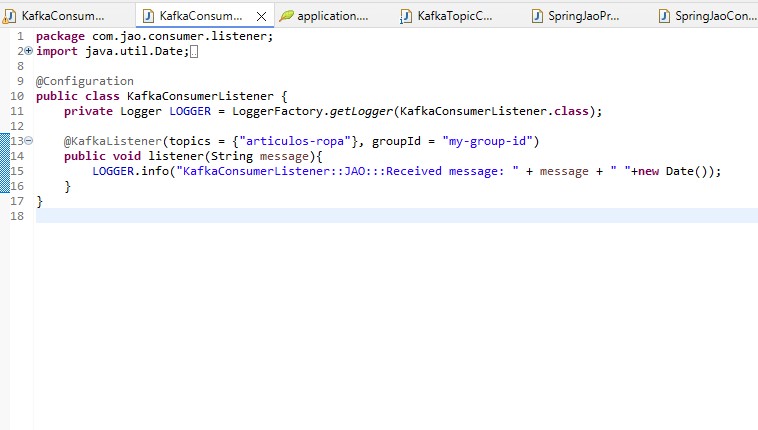 KafkaConsum... KafkaConsum... application.... KafkaTopicC... SpringJaoPr... SpringJaoCon...
1 package com.jao.consumer.listener;
2 import java.util.Date;
8
9 @Configuration
10 public class KafkaConsumerListener {
11 private Logger LOGGER = LoggerFactory.getLogger(KafkaConsumerListener.class);
12
13 @KafkaListener(topics = {"articulos-ropa"}, groupId = "my-group-id")
14 public void listener(String message){
15 LOGGER.info("KafkaConsumerListener::JAO:::Received message: " + message + " "+new Date());
16 }
17 }
18